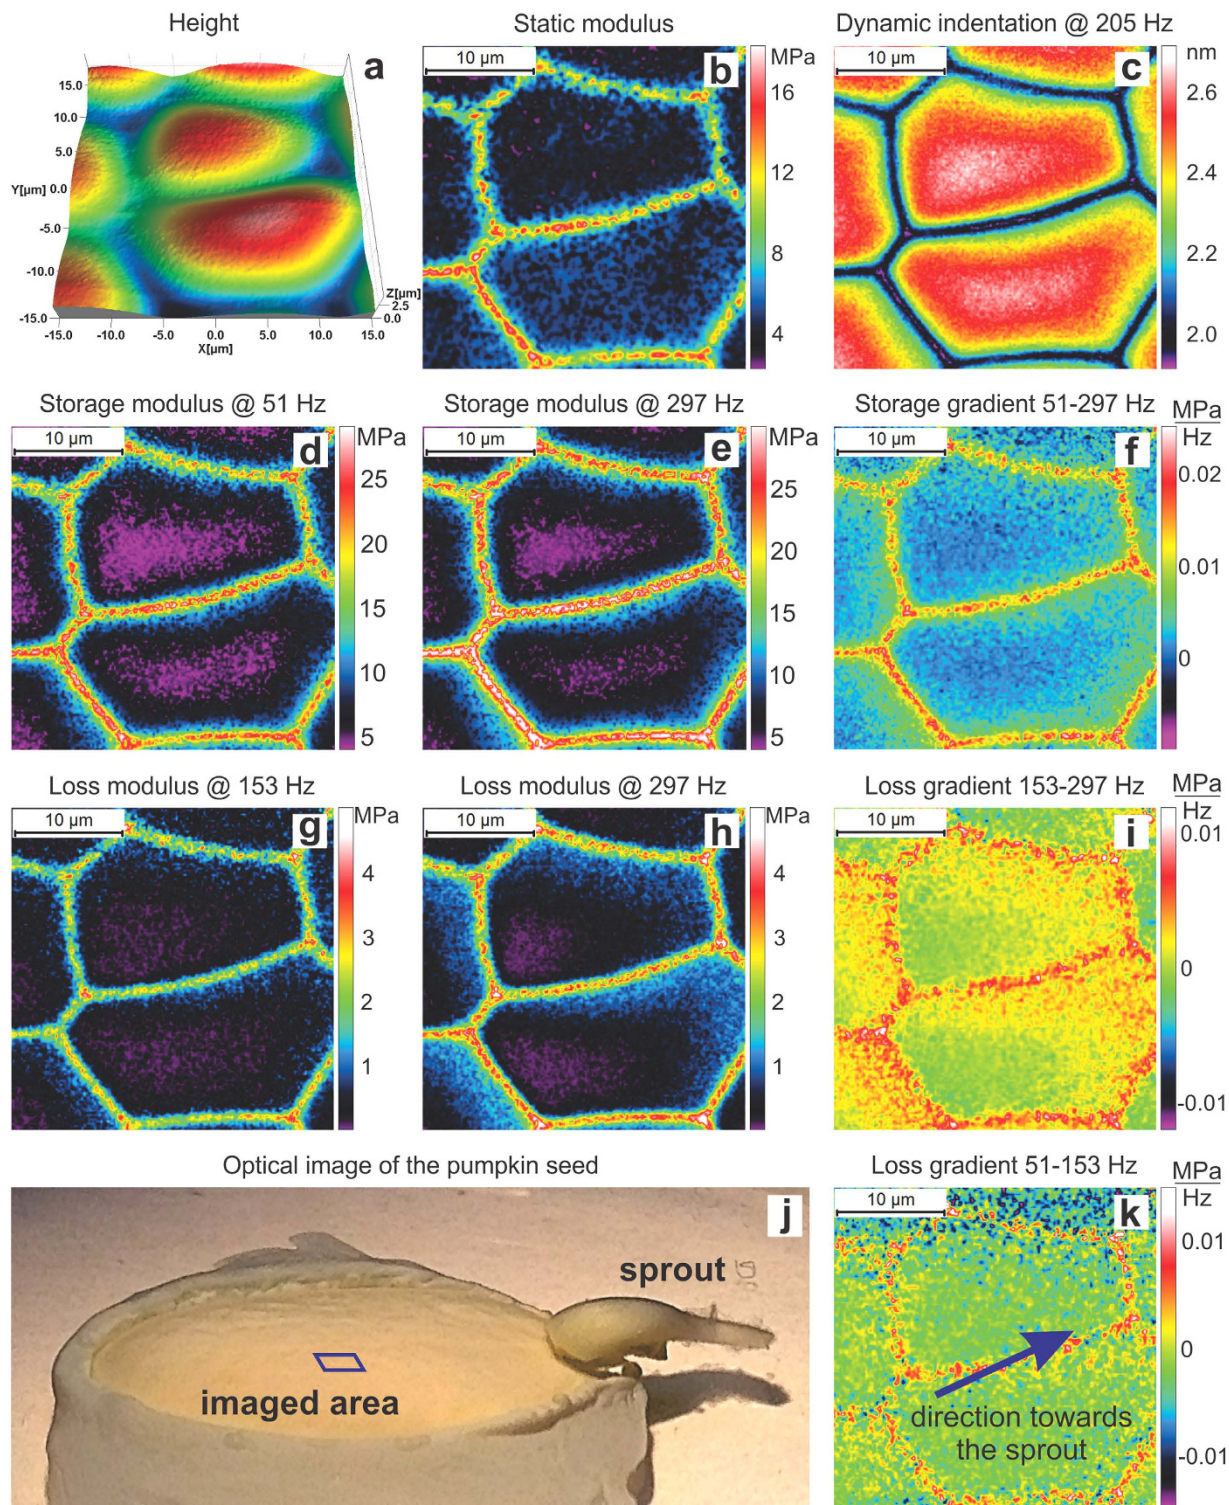 Height
a
15.0
10.0
5.0
Y[µm] 0.0
-5.0
-10.0
-15.0
-15.0 -10.0 -5.0 0.0 5.0 10.0 15.0
X[µm]
Z[µm]
2.5
0.0
Static modulus
10 µm
b
MPa
16
12
8
4
Dynamic indentation @ 205 Hz
10 µm
c
nm
2.6
2.4
2.2
2.0
Storage modulus @ 51 Hz
10 µm
d
MPa
25
20
15
10
5
Storage modulus @ 297 Hz
10 µm
e
MPa
25
20
15
10
5
Storage gradient 51-297 Hz
10 µm
f
MPa
Hz
0.02
0.01
0
Loss modulus @ 153 Hz
10 µm
g
MPa
4
3
2
1
Loss modulus @ 297 Hz
10 µm
h
MPa
4
3
2
1
Loss gradient 153-297 Hz
10 µm
i
MPa
Hz
0.01
0
-0.01
Optical image of the pumpkin seed
j
sprout
imaged area
Loss gradient 51-153 Hz
10 µm
k
MPa
Hz
0.01
0
-0.01
direction towards
the sprout